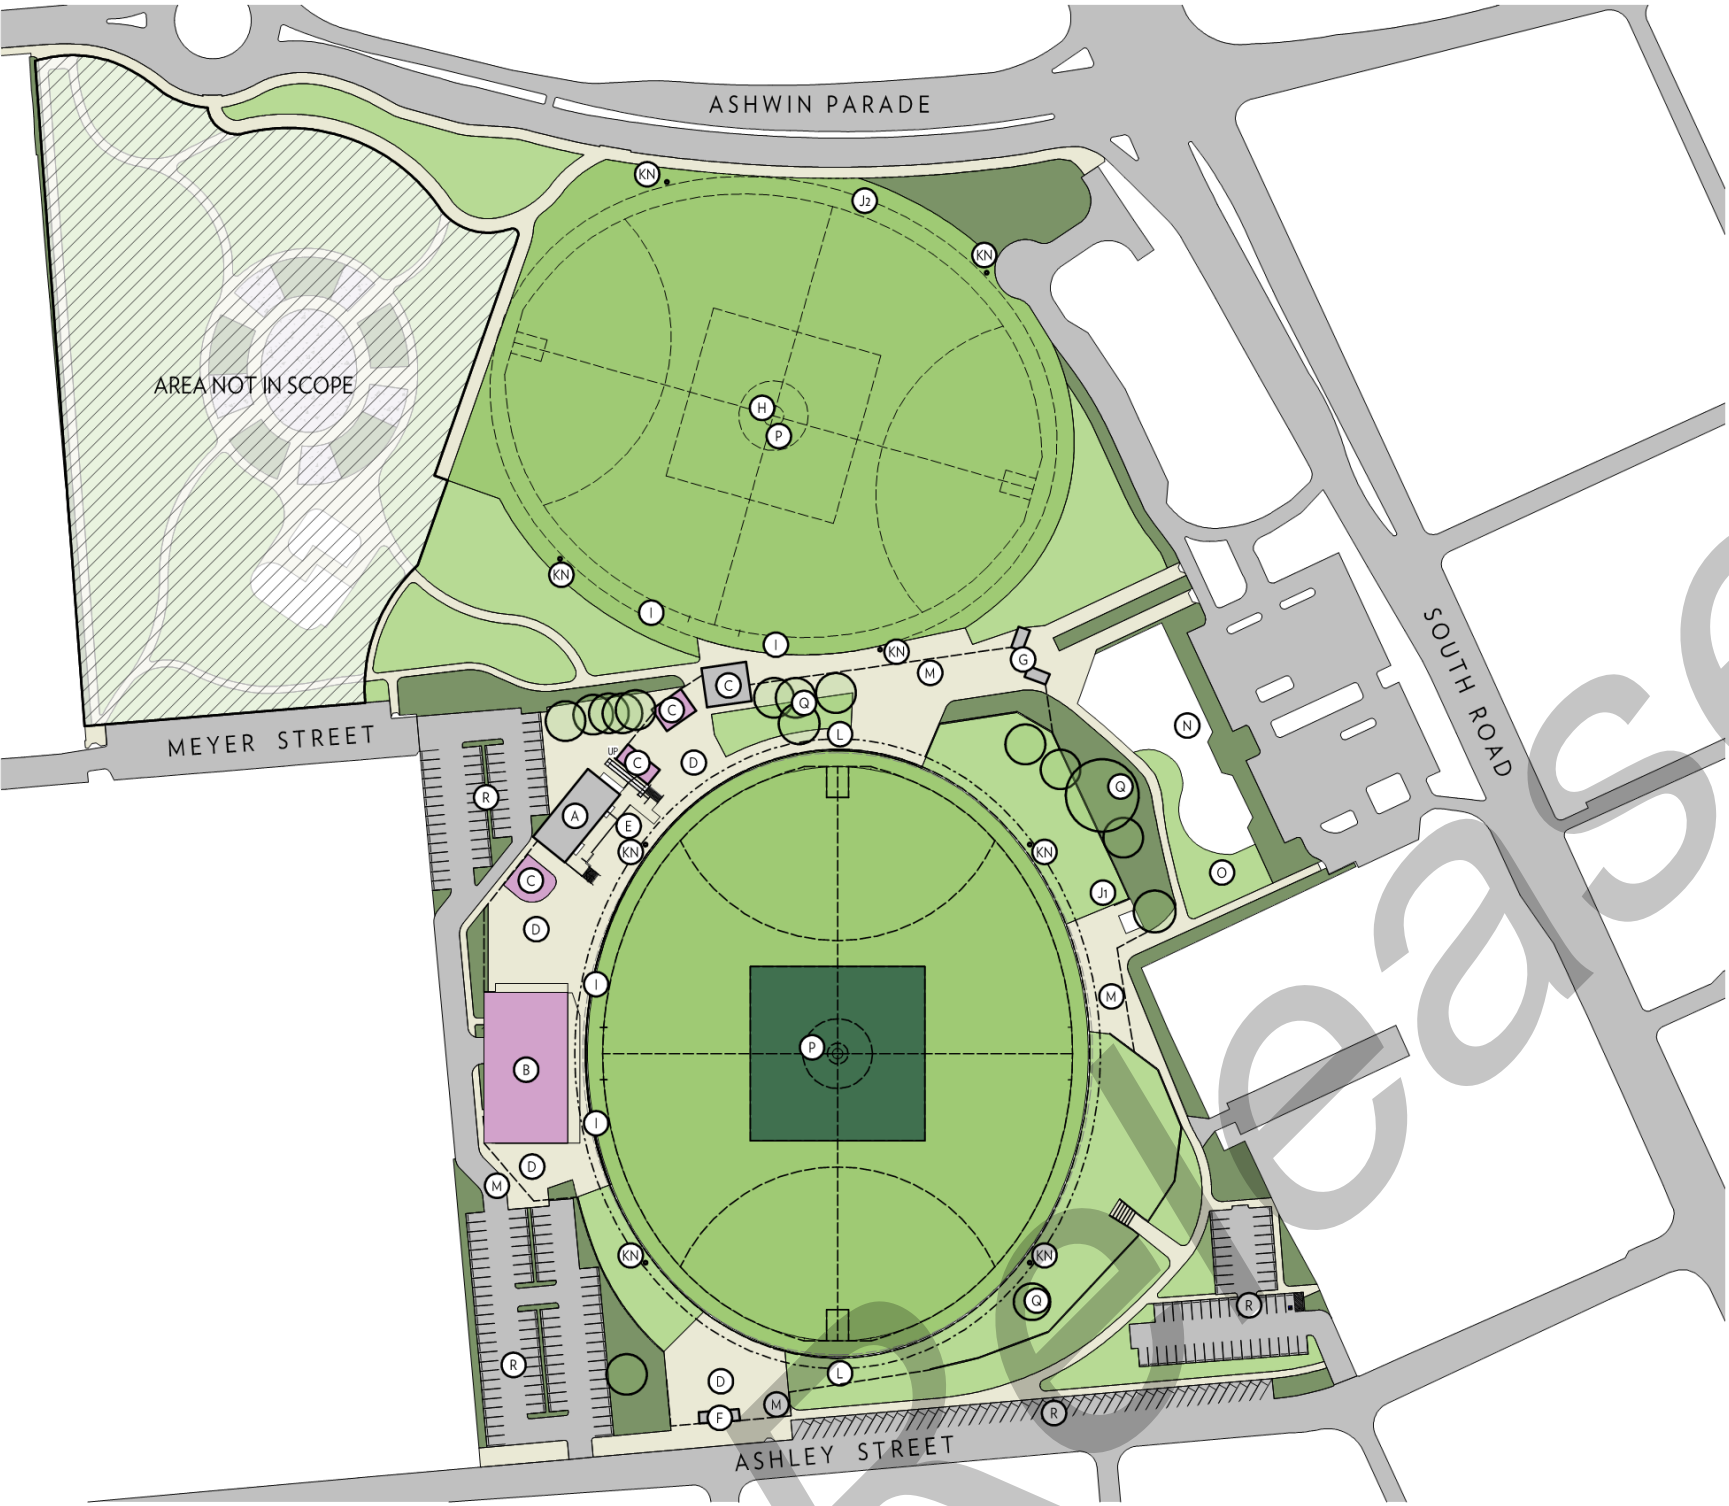 ASHWIN PARADE
KN
J2
KN
AREA NOT IN SCOPE
H
P
KN
I
I
KN
G
M
C
Q
C
L
N
MEYER STREET
SOUTH ROAD
UP
C
D
Q
R
A
E
KN
KN
C
J1
O
D
I
M
P
B
I
D
M
KN
KN
Q
R
R
L
D
M
F
R
ASHLEY STREET
Release